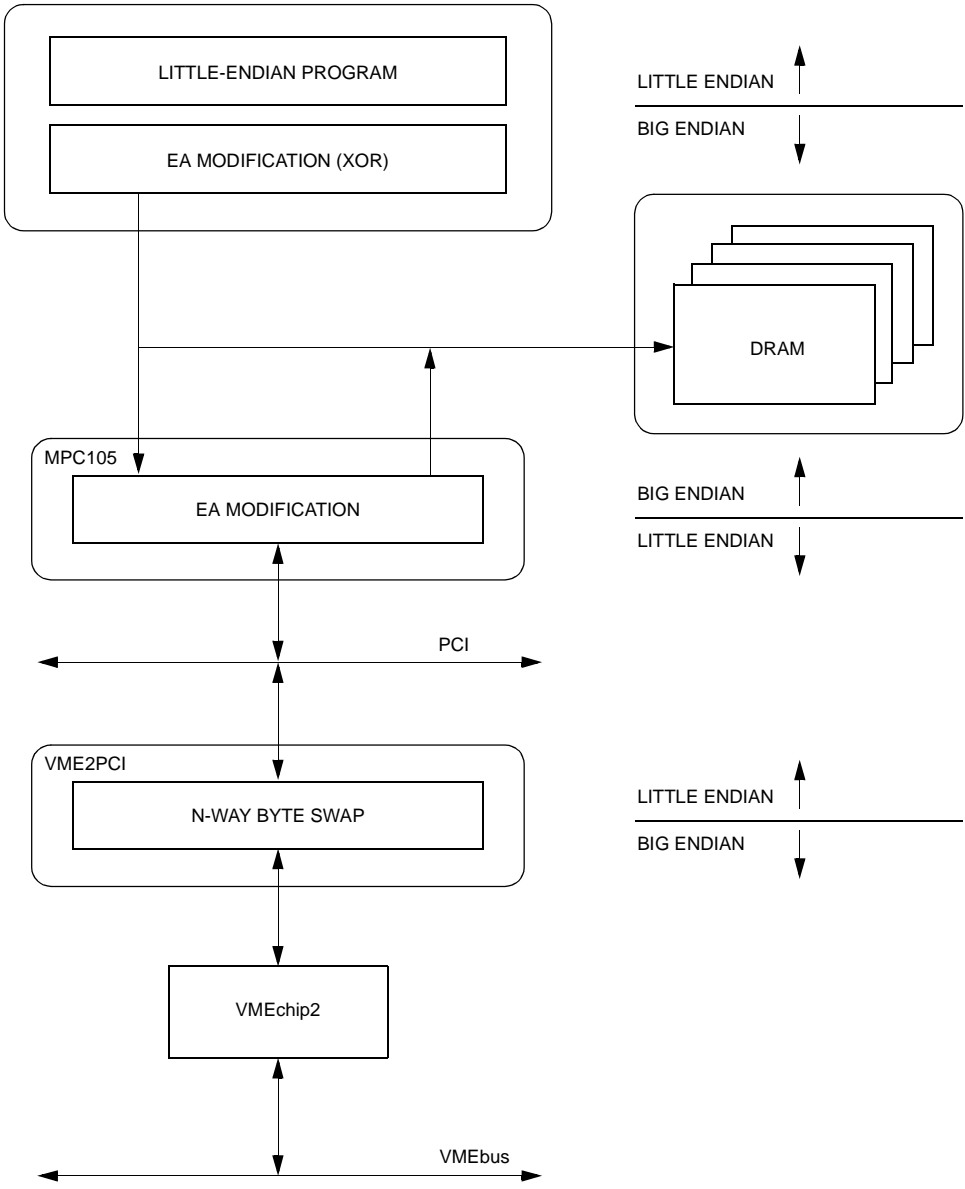 LITTLE-ENDIAN PROGRAM
LITTLE ENDIAN
BIG ENDIAN
EA MODIFICATION (XOR)
DRAM
MPC105
EA MODIFICATION
BIG ENDIAN
LITTLE ENDIAN
PCI
VME2PCI
N-WAY BYTE SWAP
LITTLE ENDIAN
BIG ENDIAN
VMEchip2
VMEbus